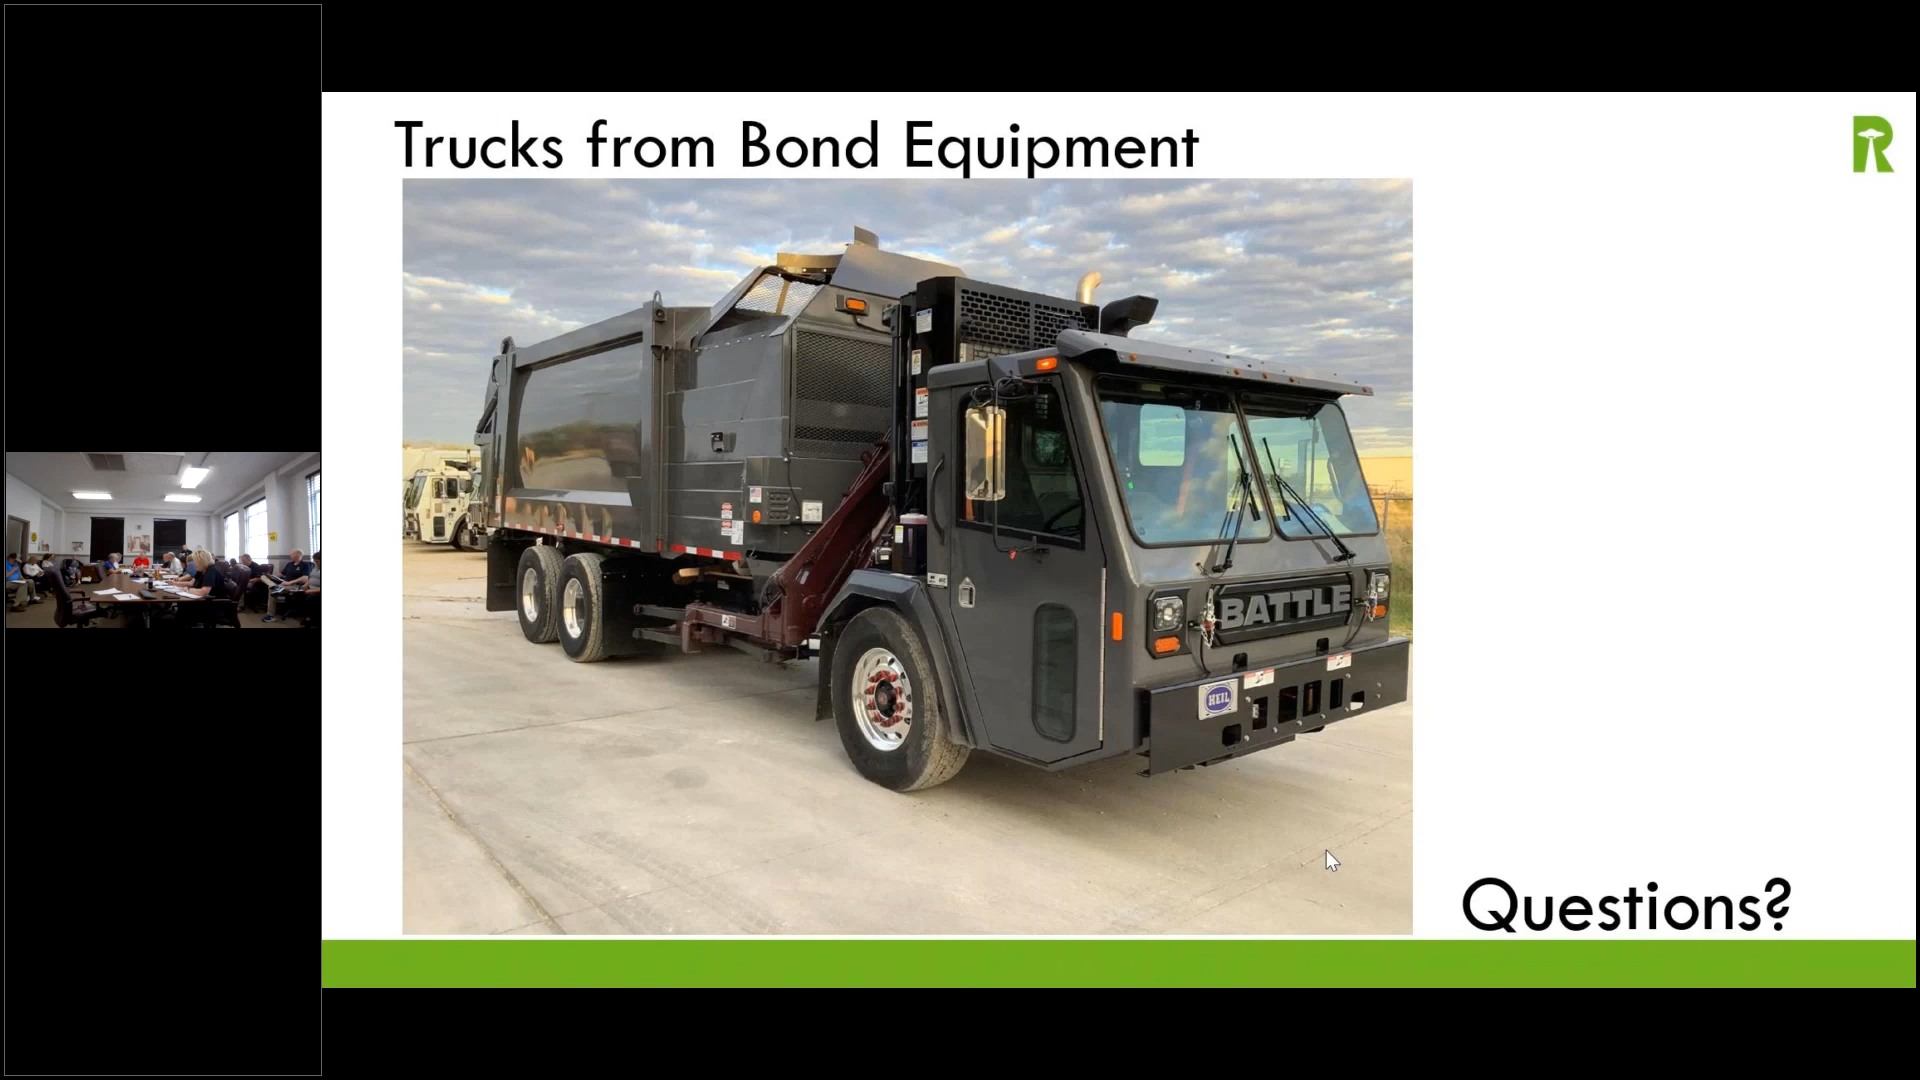 Trucks from Bond Equipment
R
BATTLE
HEIL
Questions?